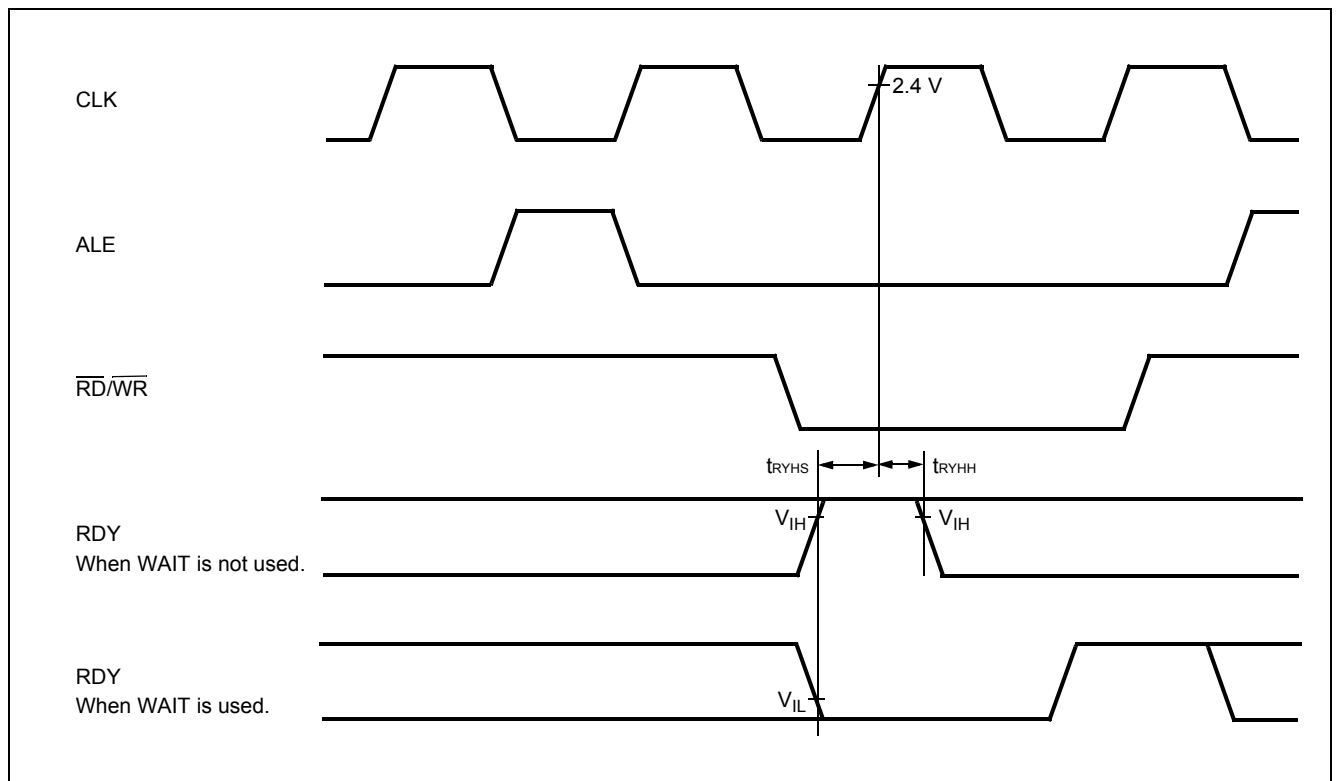 CLK
2.4 V
ALE
RD/WR
tRYHS
tRYHH
RDY
When WAIT is not used.
VIH
VIH
RDY
When WAIT is used.
VIL